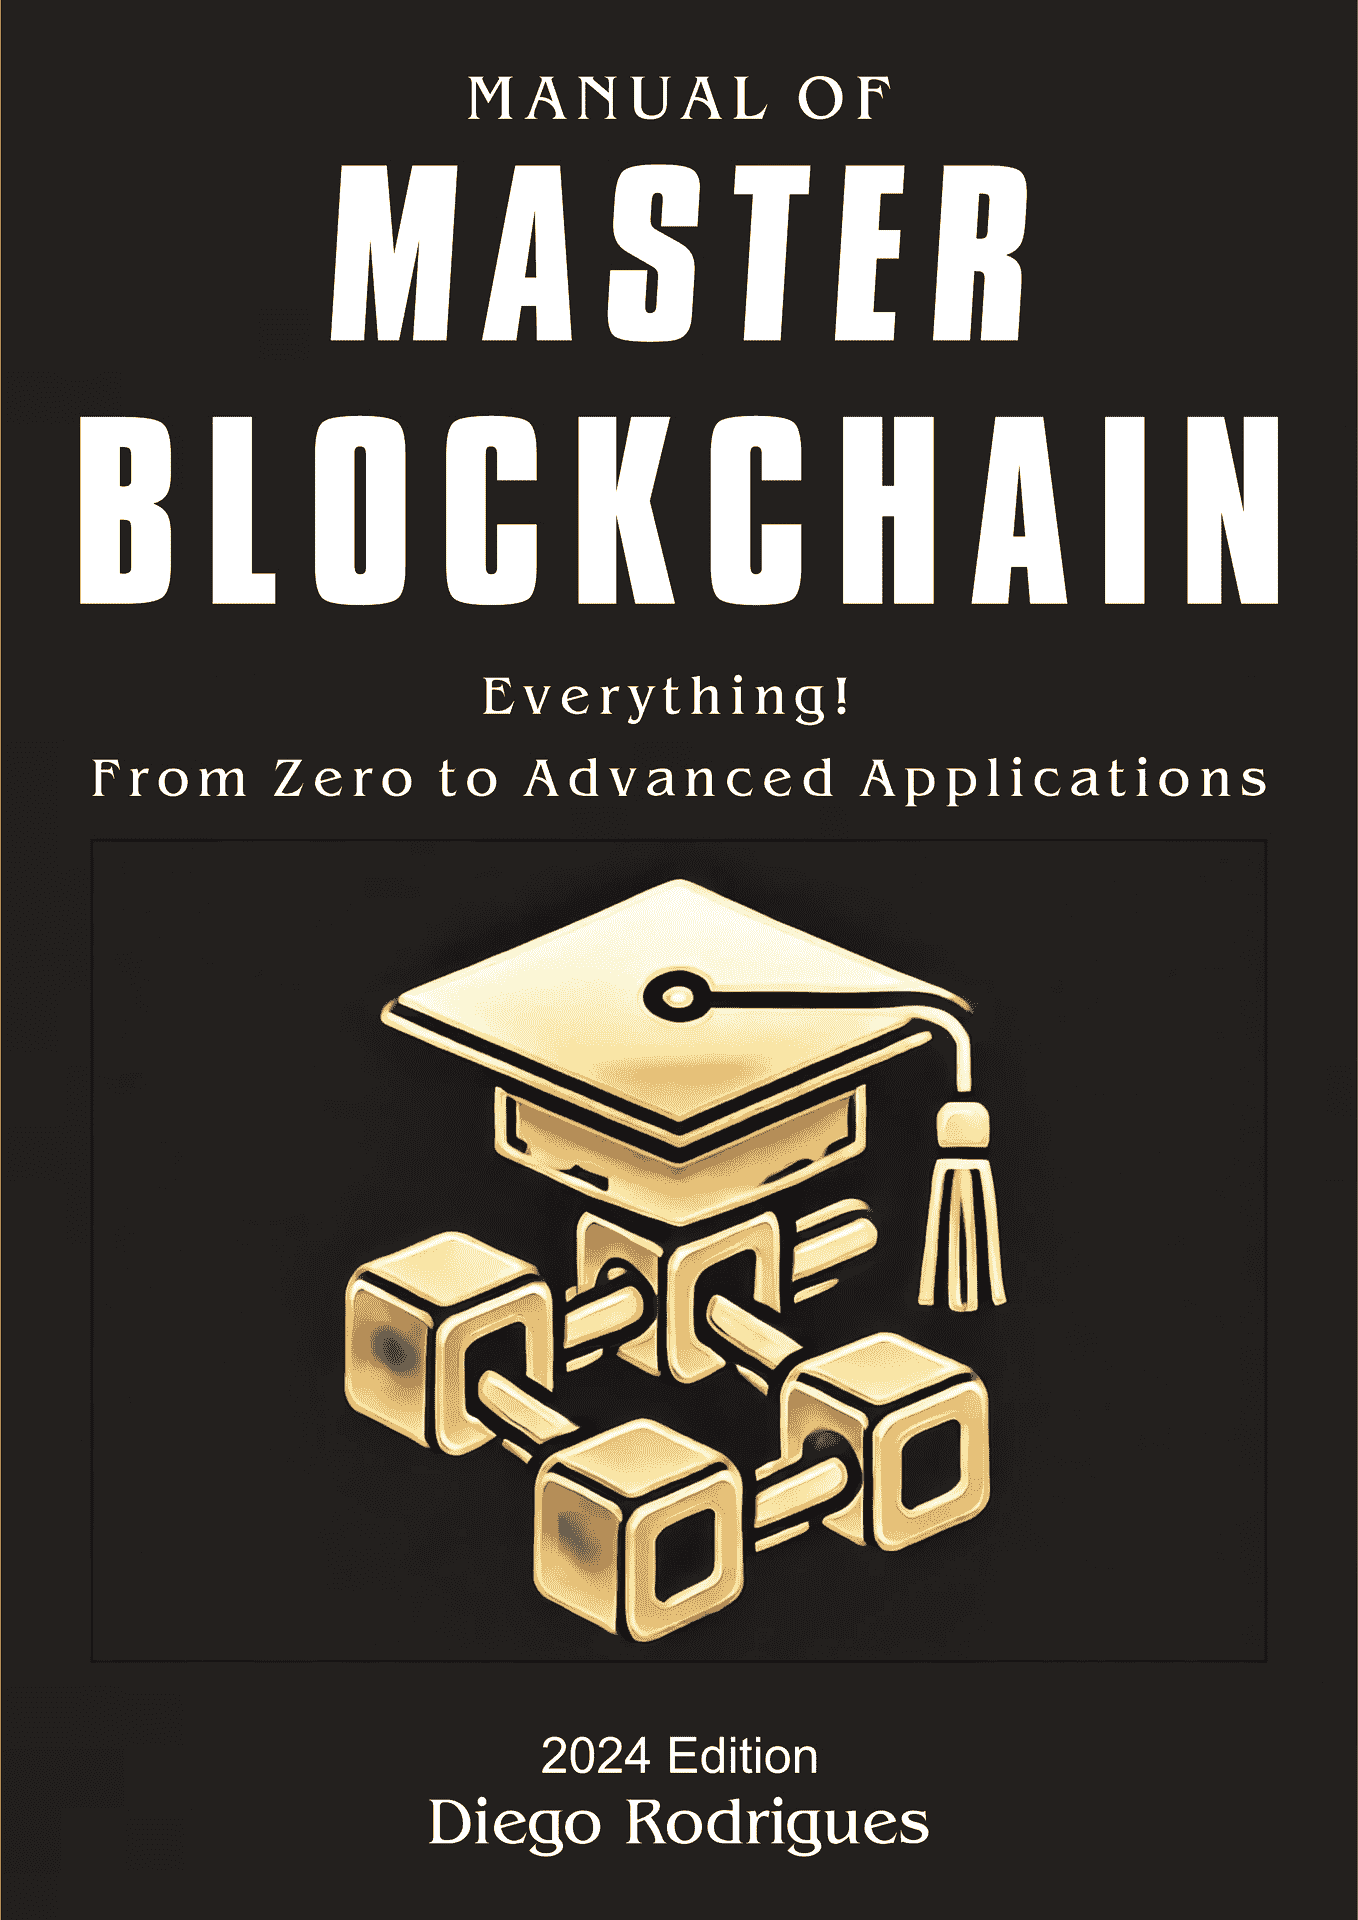 MANUAL OF
MASTER
BLOCKCHAIN
Everything!
From Zero to Advanced Applications
2024 Edition
Diego Rodrigues